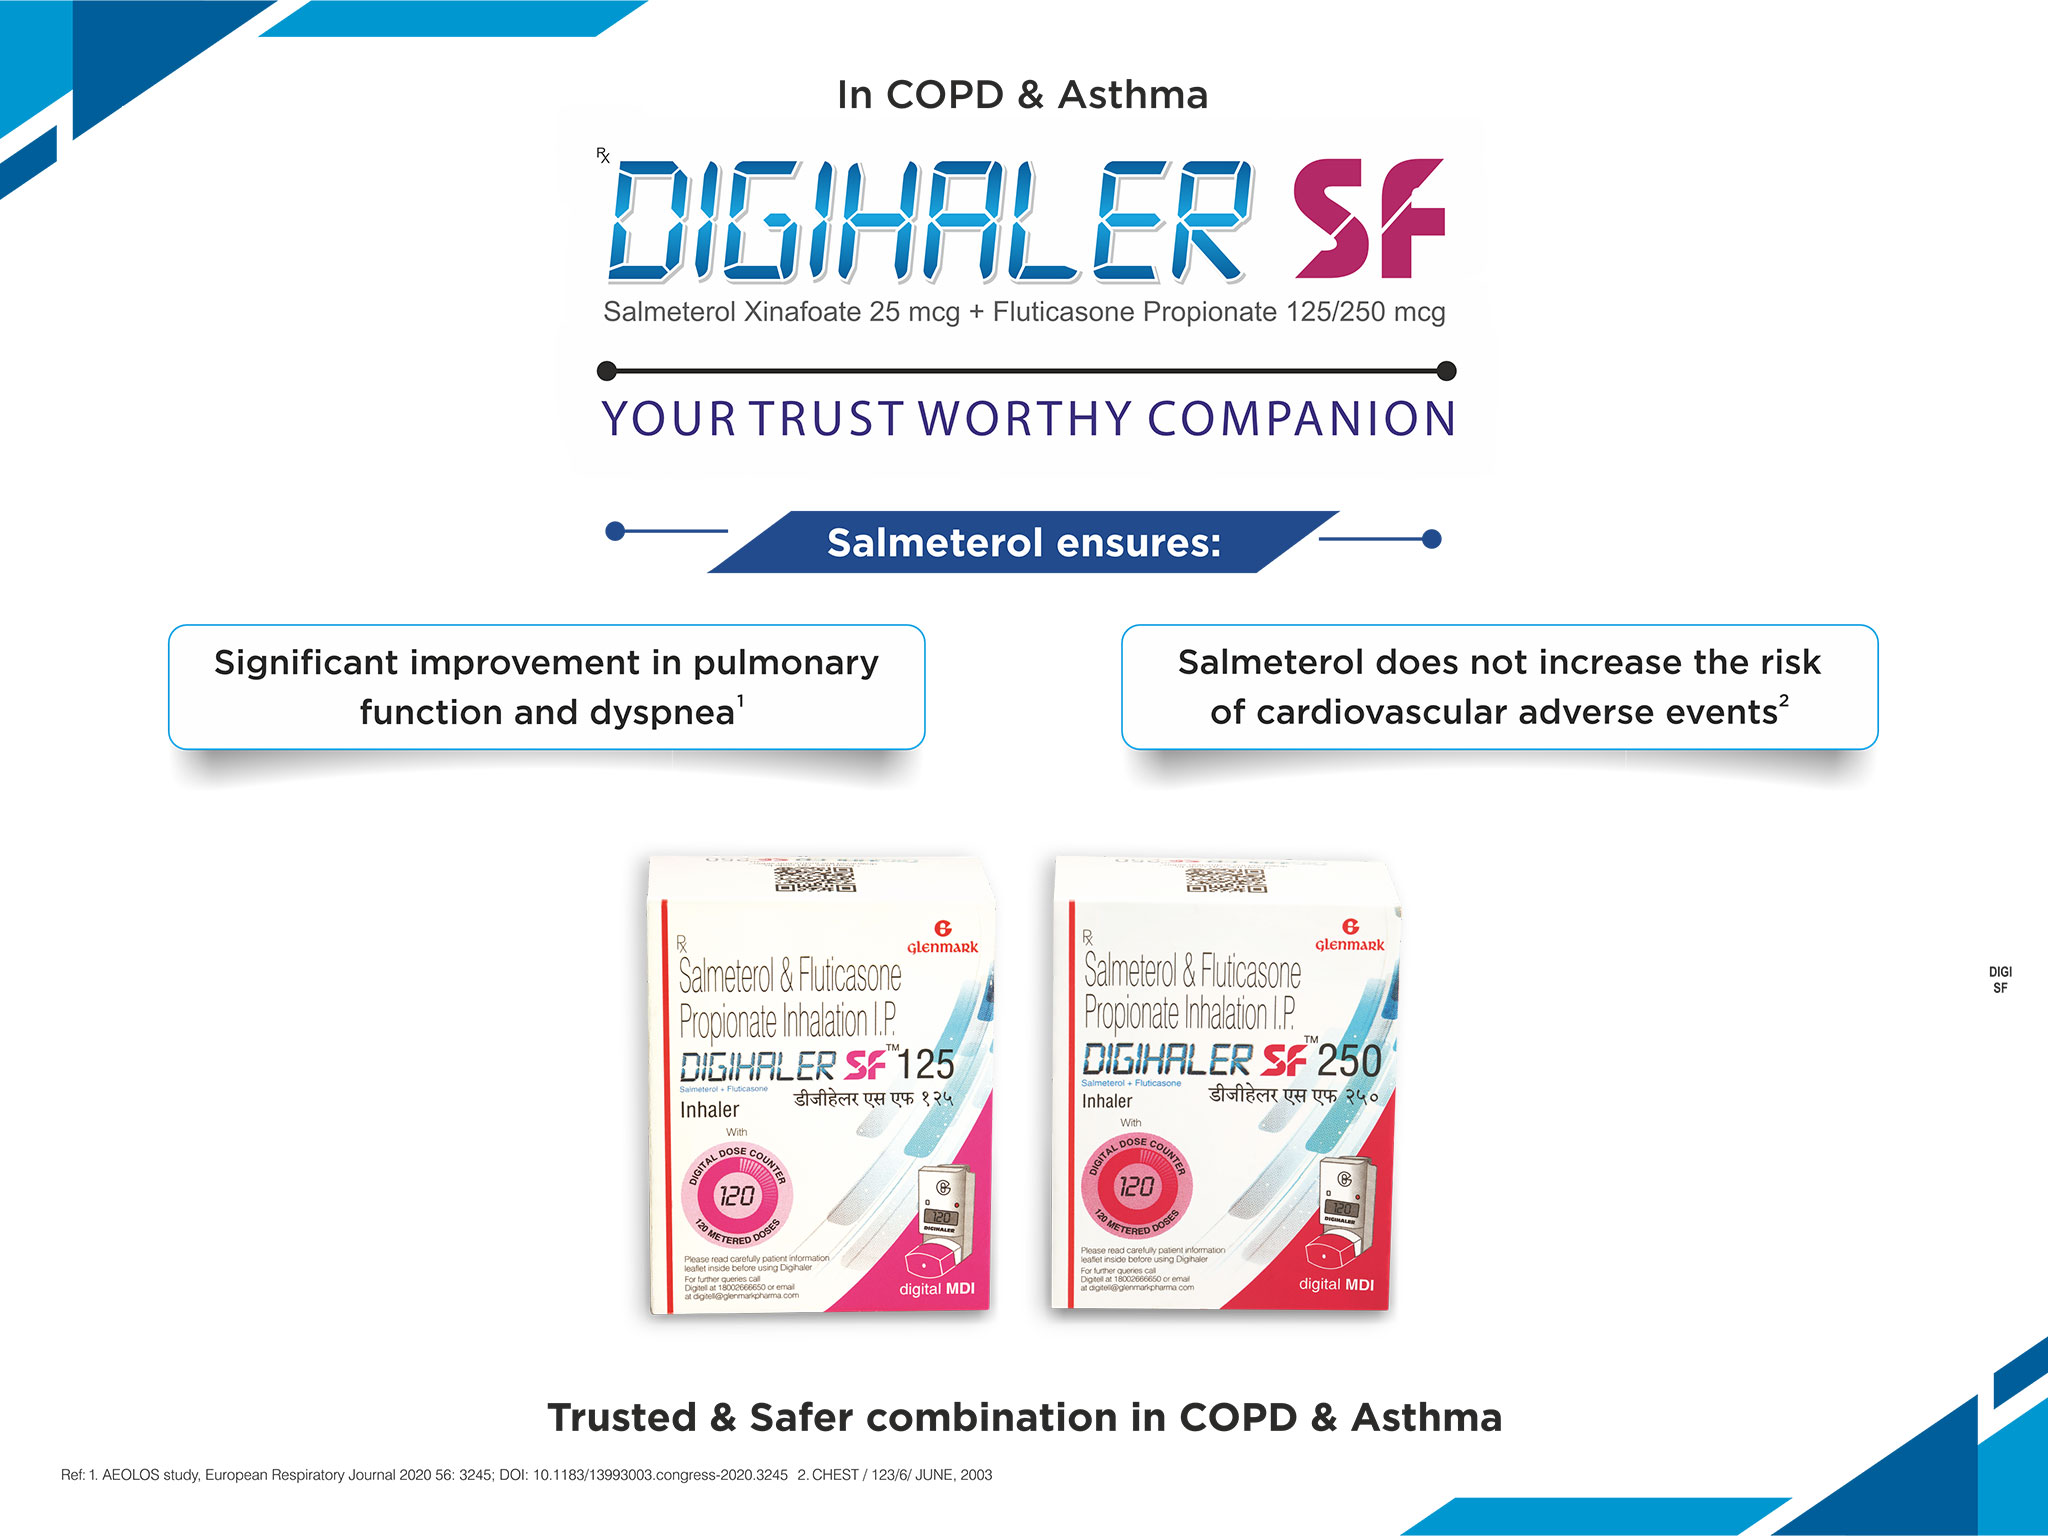 In COPD & Asthma
Rx
DIGIHALER SF
Salmeterol Xinafoate 25 mcg + Fluticasone Propionate 125/250 mcg
YOUR TRUST WORTHY COMPANION
Salmeterol ensures:
Significant improvement in pulmonary
function and dyspnea¹
Salmeterol does not increase the risk
of cardiovascular adverse events²
Rx
Glenmark
Salmeterol & Fluticasone
Propionate Inhalation I.P.
DIGIHALER SF™ 125
Salmeterol + Fluticasone
डीजीहेलर एस एफ १२५
Inhaler
With
DIGITAL DOSE COUNTER
120
120 METERED DOSES
120
DIGIHALER
Please read carefully patient information
leaflet inside before using Digihaler
For further queries call
Digitell at 18002666650 or email
at digitell@glenmarkpharma.com
digital MDI
Rx
Glenmark
Salmeterol & Fluticasone
Propionate Inhalation I.P.
DIGIHALER SF™ 250
Salmeterol + Fluticasone
डीजीहेलर एस एफ २५०
Inhaler
With
DIGITAL DOSE COUNTER
120
120 METERED DOSES
120
DIGIHALER
Please read carefully patient information
leaflet inside before using Digihaler
For further queries call
Digitell at 18002666650 or email
at digitell@glenmarkpharma.com
digital MDI
DIGI
SF
Trusted & Safer combination in COPD & Asthma
Ref: 1. AEOLOS study, European Respiratory Journal 2020 56: 3245; DOI: 10.1183/13993003.congress-2020.3245 2. CHEST / 123/6/ JUNE, 2003